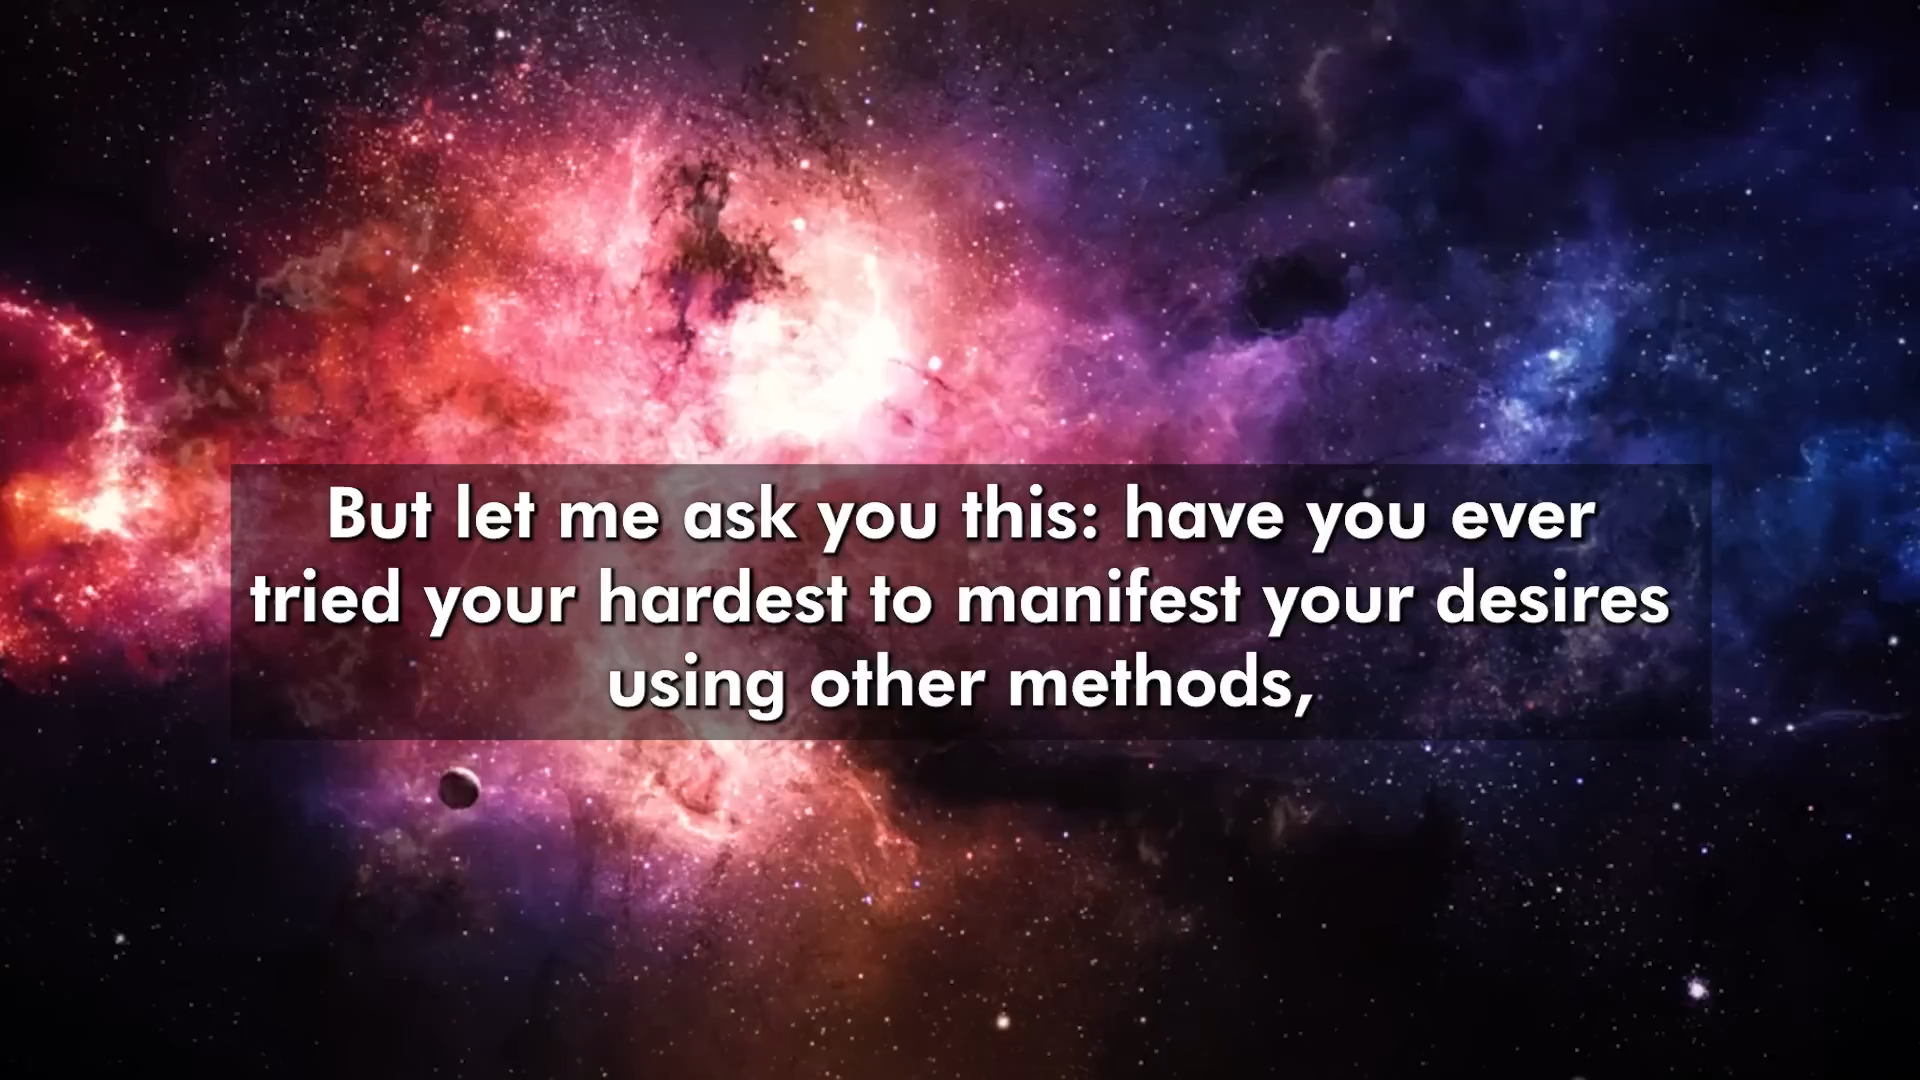 But let me ask you this: have you ever
tried your hardest to manifest your desires
using other methods,